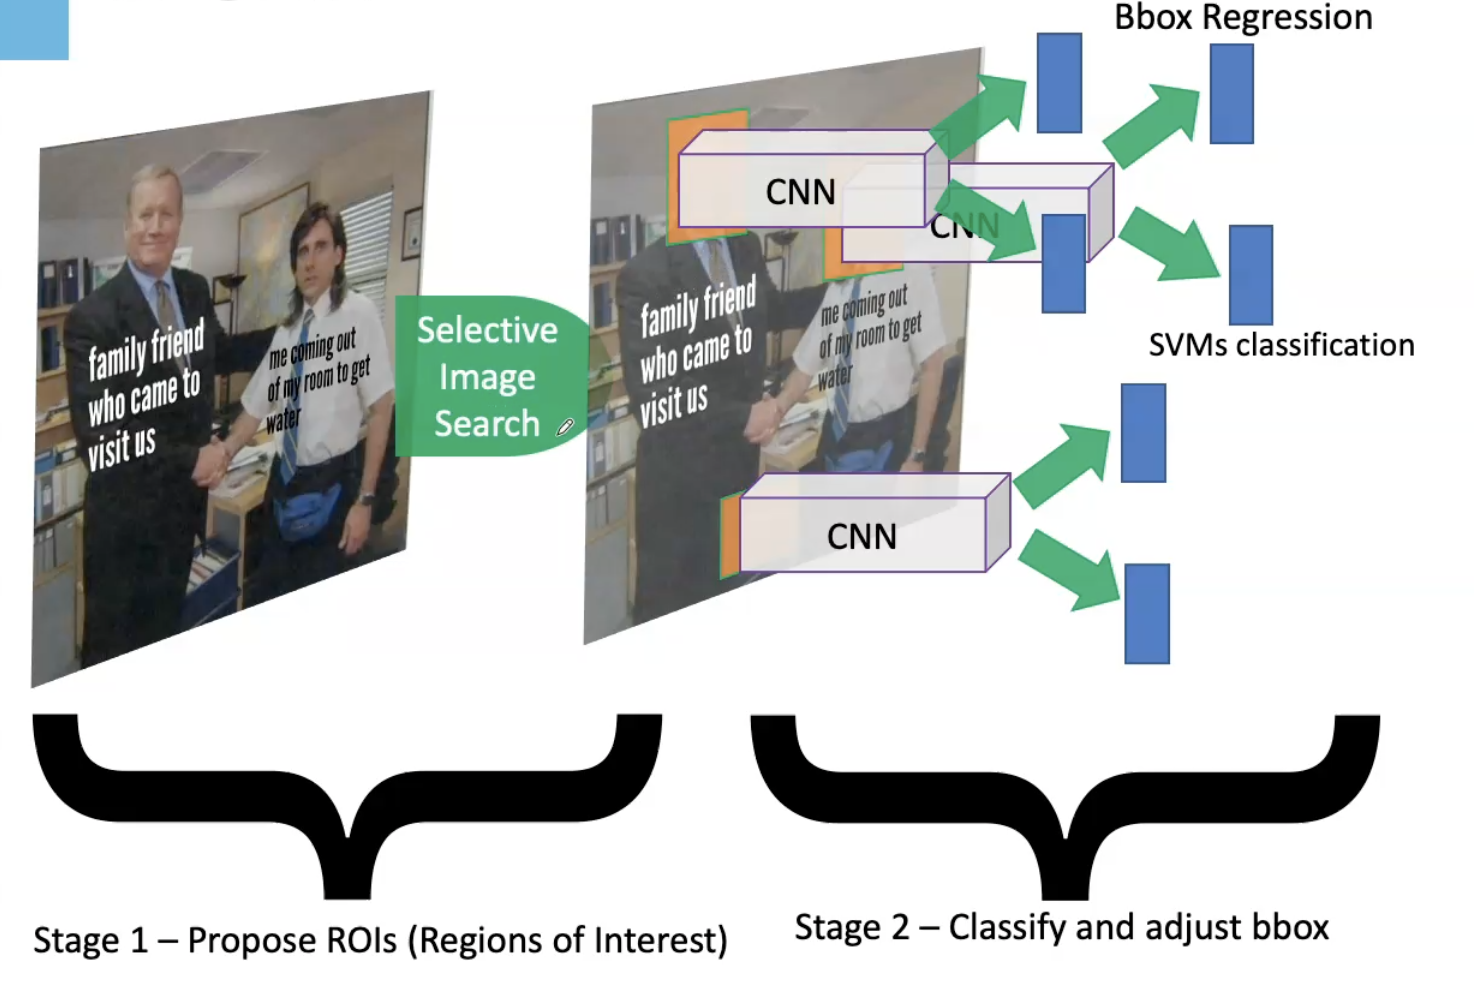 Bbox Regression
family friend
who came to
visit us
me coming out
of my room to get
water
Selective
Image
Search
family friend
who came to
visit us
me coming out
of my room to get
water
CNN
CNN
CNN
SVMs classification
Stage 1 – Propose ROIs (Regions of Interest)
Stage 2 – Classify and adjust bbox